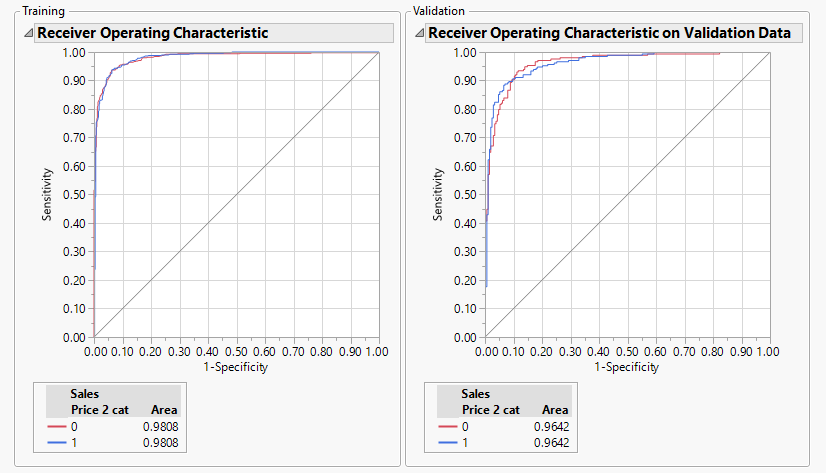 Training
Receiver Operating Characteristic
1.00
0.90
0.80
0.70
0.60
0.50
0.40
0.30
0.20
0.10
0.00
Sensitivity
0.00 0.10 0.20 0.30 0.40 0.50 0.60 0.70 0.80 0.90 1.00
1-Specificity
Sales
Price 2 cat Area
0 0.9808
1 0.9808
Validation
Receiver Operating Characteristic on Validation Data
1.00
0.90
0.80
0.70
0.60
0.50
0.40
0.30
0.20
0.10
0.00
Sensitivity
0.00 0.10 0.20 0.30 0.40 0.50 0.60 0.70 0.80 0.90 1.00
1-Specificity
Sales
Price 2 cat Area
0 0.9642
1 0.9642